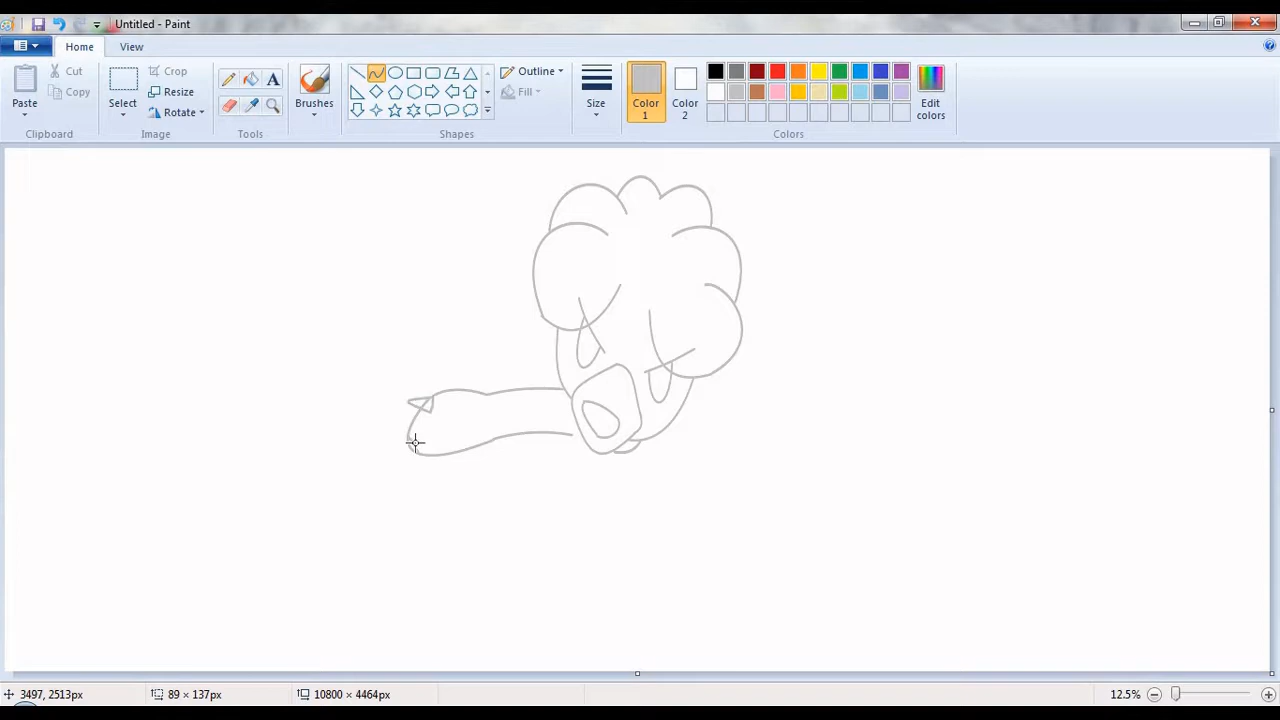 Untitled - Paint
Home View
Paste
Cut
Copy
Clipboard
Select
Crop
Resize
Rotate
Image
A
Tools
Brushes
Outline
Fill
Shapes
Size
Color
1
Color
2
Edit
colors
Colors
3497, 2513px
89 × 137px
10800 × 4464px
12.5%